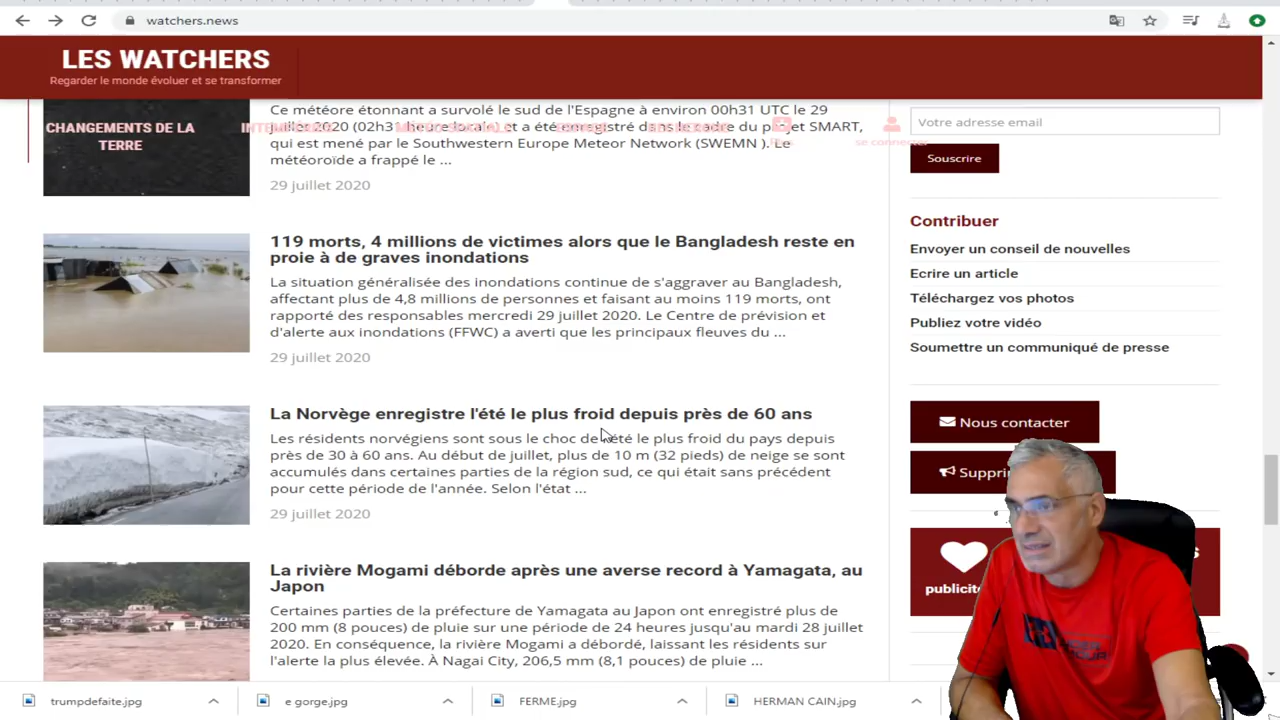 watchers.news
LES WATCHERS
Regarder le monde évoluer et se transformer
CHANGEMENTS DE LA
TERRE
se connecter
Ce météore étonnant a survolé le sud de l'Espagne à environ 00h31 UTC le 29
juillet 2020 (02h31 heure locale) et a été enregistré dans le cadre du projet SMART,
qui est mené par le Southwestern Europe Meteor Network (SWEMN ). Le
météoroïde a frappé le ...
29 juillet 2020
119 morts, 4 millions de victimes alors que le Bangladesh reste en
proie à de graves inondations
La situation généralisée des inondations continue de s'aggraver au Bangladesh,
affectant plus de 4,8 millions de personnes et faisant au moins 119 morts, ont
rapporté des responsables mercredi 29 juillet 2020. Le Centre de prévision et
d'alerte aux inondations (FFWC) a averti que les principaux fleuves du ...
29 juillet 2020
La Norvège enregistre l'été le plus froid depuis près de 60 ans
Les résidents norvégiens sont sous le choc de l'été le plus froid du pays depuis
près de 30 à 60 ans. Au début de juillet, plus de 10 m (32 pieds) de neige se sont
accumulés dans certaines parties de la région sud, ce qui était sans précédent
pour cette période de l'année. Selon l'état ...
29 juillet 2020
La rivière Mogami déborde après une averse record à Yamagata, au
Japon
Certaines parties de la préfecture de Yamagata au Japon ont enregistré plus de
200 mm (8 pouces) de pluie sur une période de 24 heures jusqu'au mardi 28 juillet
2020. En conséquence, la rivière Mogami a débordé, laissant les résidents sur
l'alerte la plus élevée. À Nagai City, 206,5 mm (8,1 pouces) de pluie ...
Votre adresse email
Souscrire
Contribuer
Envoyer un conseil de nouvelles
Ecrire un article
Téléchargez vos photos
Publiez votre vidéo
Soumettre un communiqué de presse
Nous contacter
trumpdefaite.jpg
e gorge.jpg
FERME.jpg
HERMAN CAIN.jpg